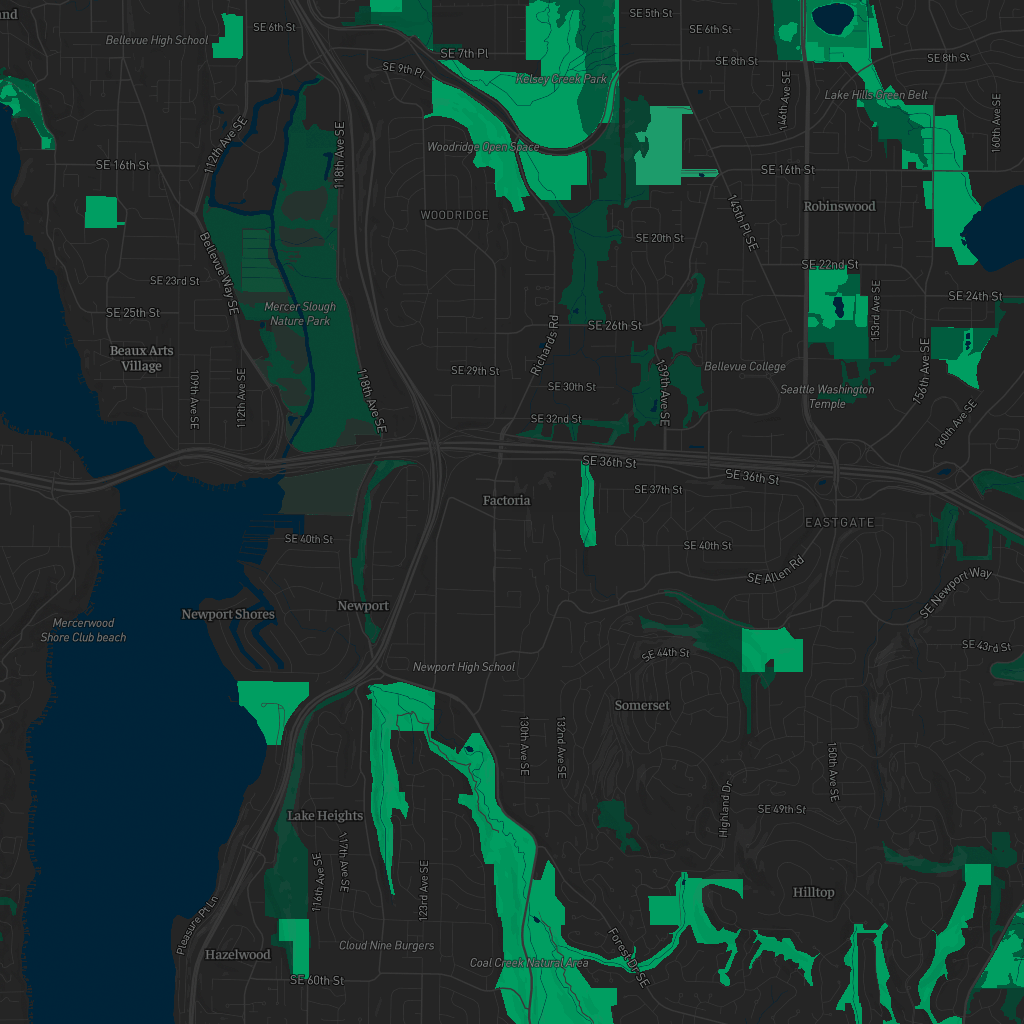 und
SE 6th St
SE 5th St
SE 6th St
Bellevue High School
SE 7th Pl
SE 8th St
SE 8th St
SE 9th Pl
Kelsey Creek Park
146th Ave SE
Lake Hills Green Belt
160th Ave SE
112th Ave SE
118th Ave SE
Woodridge Open Space
SE 16th St
SE 16th St
Robinswood
WOODRIDGE
145th Pl SE
SE 20th St
Bellevue Way SE
SE 22nd St
SE 23rd St
SE 24th St
153rd Ave SE
Mercer Slough
Nature Park
SE 25th St
SE 26th St
Richards Rd
Beaux Arts
Village
SE 29th St
Bellevue College
156th Ave SE
109th Ave SE
112th Ave SE
118th Ave SE
SE 30th St
139th Ave SE
Seattle Washington
Temple
SE 32nd St
160th Ave SE
SE 36th St
SE 36th St
SE 37th St
Factoria
EASTGATE
SE 40th St
SE 40th St
SE Allen Rd
SE Newport Way
Newport Shores
Newport
Mercerwood
Shore Club beach
SE 43rd St
SE 44th St
Newport High School
Somerset
130th Ave SE
132nd Ave SE
150th Ave SE
Highland Dr
SE 49th St
Lake Heights
117th Ave SE
116th Ave SE
123rd Ave SE
Hilltop
Pleasure Pt Ln
Cloud Nine Burgers
Hazelwood
Forest Dr SE
Coal Creek Natural Area
SE 60th St